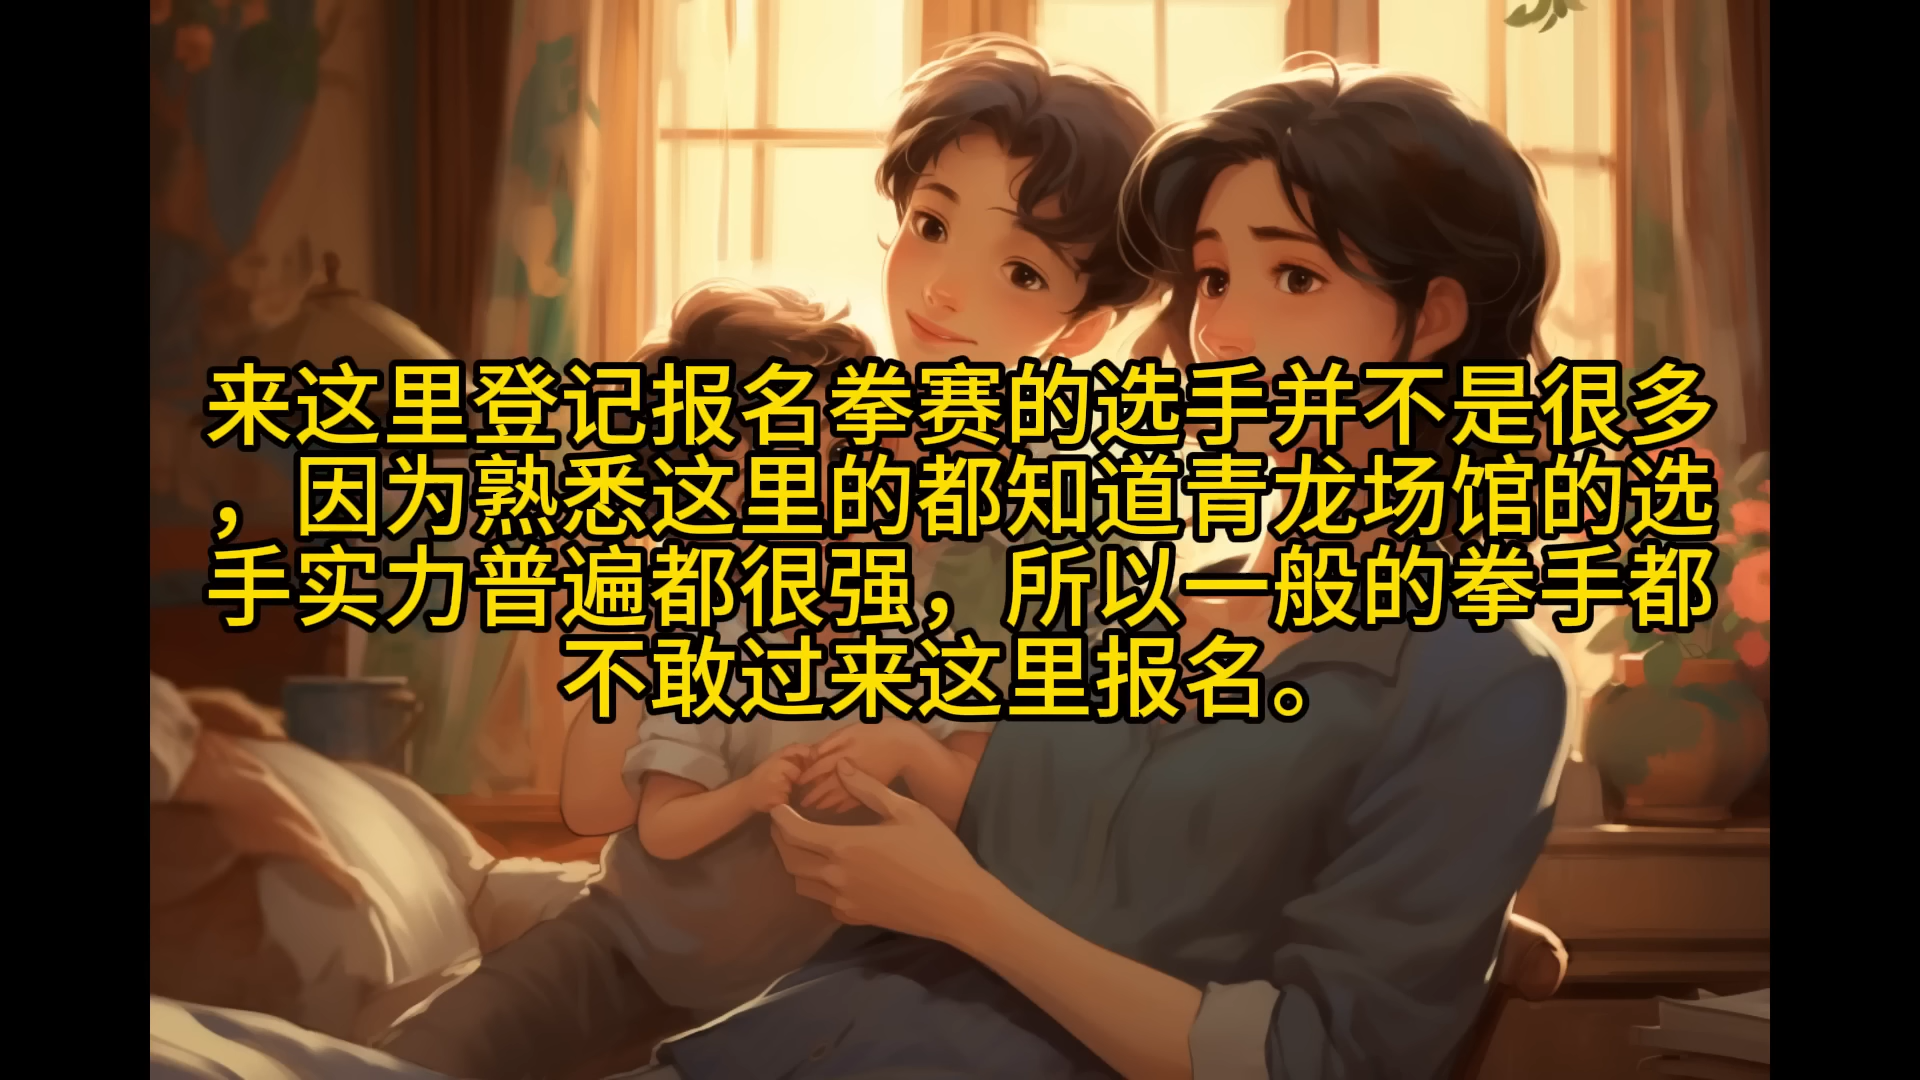 来这里登记报名拳赛的选手并不是很多
，因为熟悉这里的都知道青龙场馆的选
手实力普遍都很强，所以一般的拳手都
不敢过来这里报名。